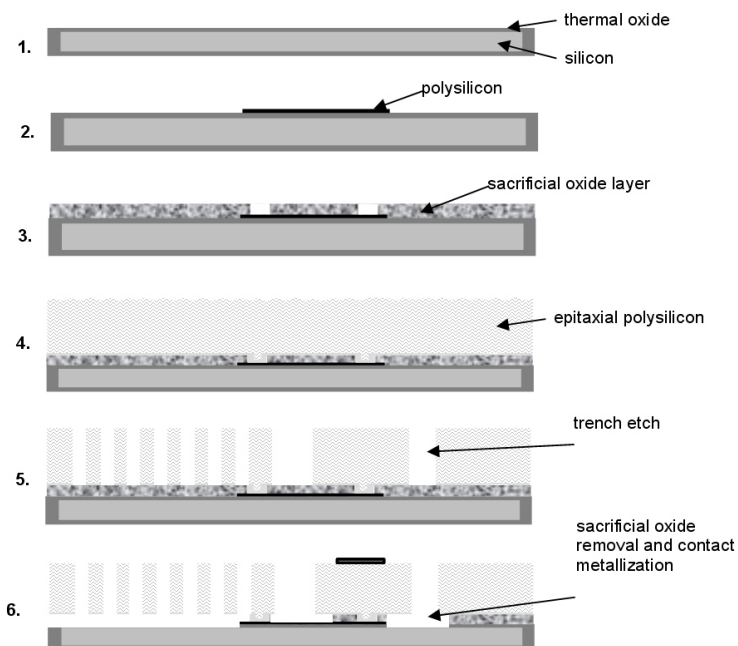 thermal oxide
1.
silicon
polysilicon
2.
sacrificial oxide layer
3.
epitaxial polysilicon
4.
trench etch
5.
sacrificial oxide
removal and contact
metallization
6.